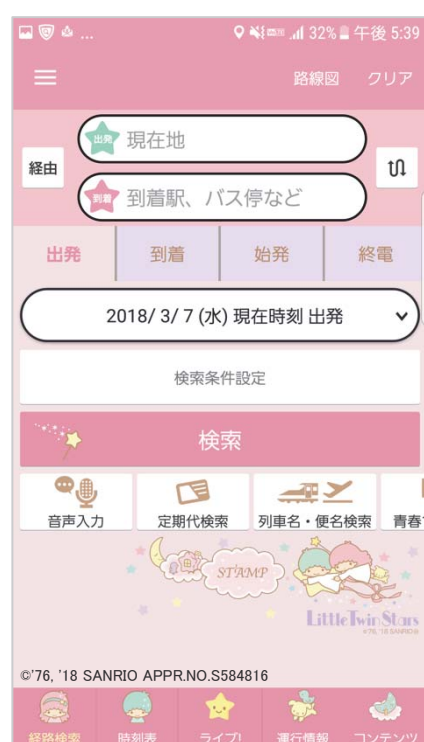 ... 32% 午後 5:39
路線図 クリア
出発 現在地
経由
到着 到着駅、バス停など
出発 到着 始発 終電
2018/ 3/ 7 (水) 現在時刻 出発
検索条件設定
検索
音声入力 定期代検索 列車名・便名検索 青春
STAMP
LittleTwinStars
©'76, '18 SANRIO APPR.NO.S584816
経路検索 時刻表 ライブ! 運行情報 コンテンツ